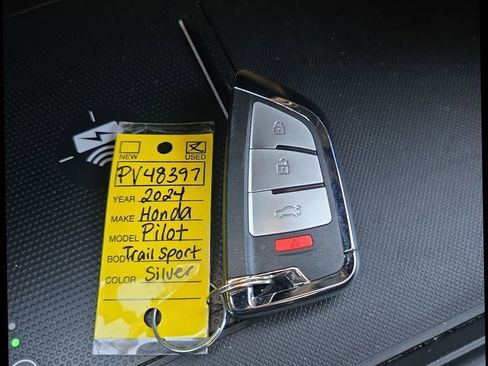 NEW USED
PV48397
YEAR 2024
MAKE Honda
MODEL Pilot
BODY Trail sport
COLOR Silver